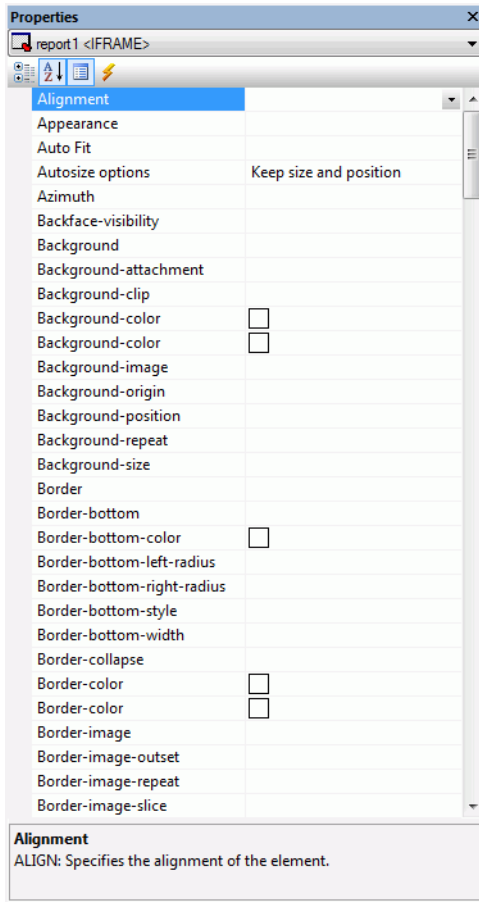 Properties
report1 <IFRAME>
Alignment
Appearance
Auto Fit
Autosize options Keep size and position
Azimuth
Backface-visibility
Background
Background-attachment
Background-clip
Background-color
Background-color
Background-image
Background-origin
Background-position
Background-repeat
Background-size
Border
Border-bottom
Border-bottom-color
Border-bottom-left-radius
Border-bottom-right-radius
Border-bottom-style
Border-bottom-width
Border-collapse
Border-color
Border-color
Border-image
Border-image-outset
Border-image-repeat
Border-image-slice
Alignment
ALIGN: Specifies the alignment of the element.